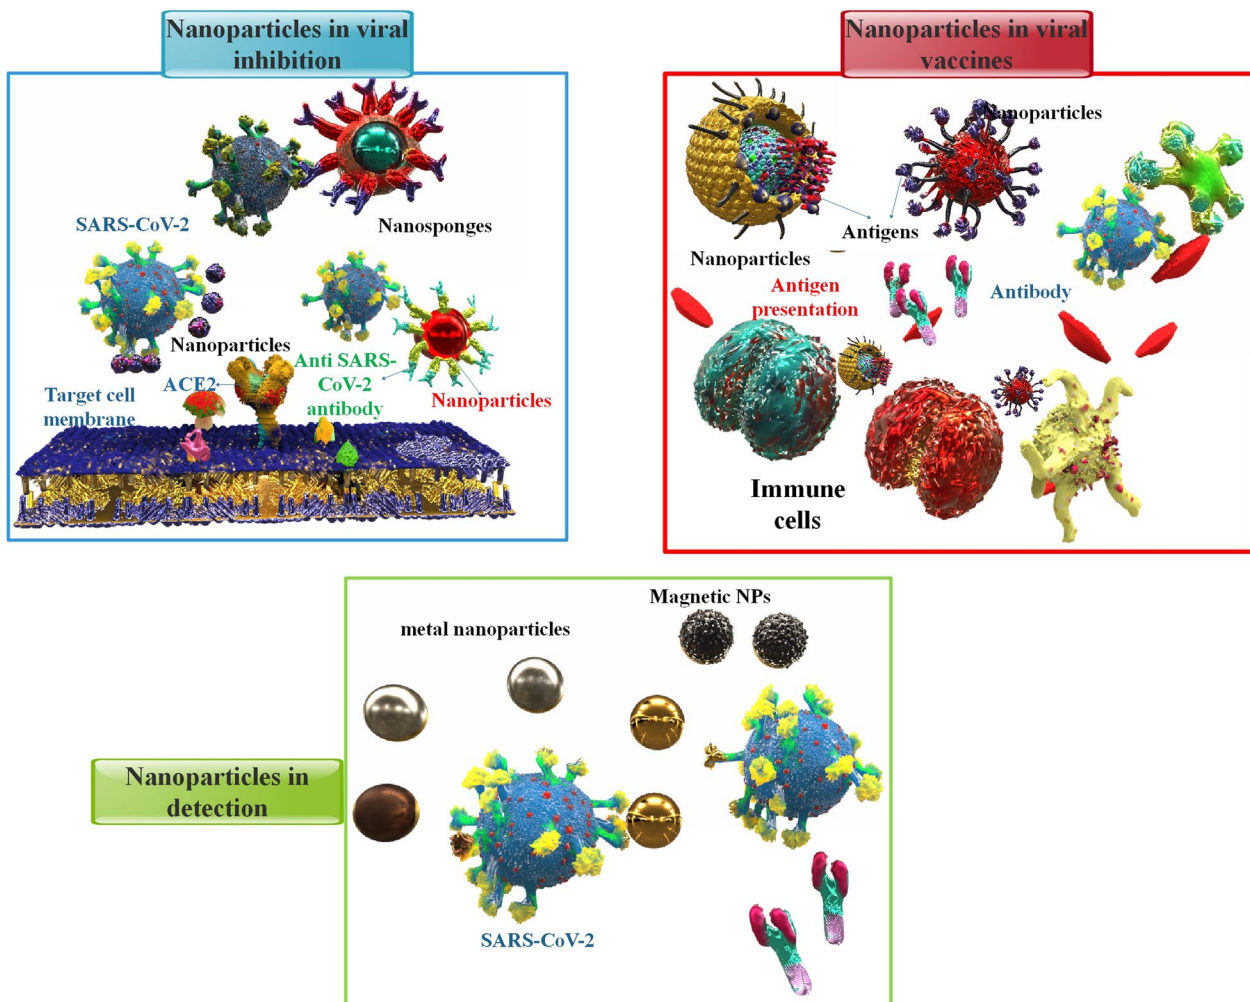 Nanoparticles in viral
inhibition
SARS-CoV-2
Nanosponges
Nanoparticles
ACE2
Target cell
membrane
Anti SARS-
CoV-2
antibody
Nanoparticles
Nanoparticles in viral
vaccines
Nanoparticles
Antigens
Nanoparticles
Antigen
presentation
Antibody
Immune
cells
Nanoparticles in
detection
Magnetic NPs
metal nanoparticles
SARS-CoV-2